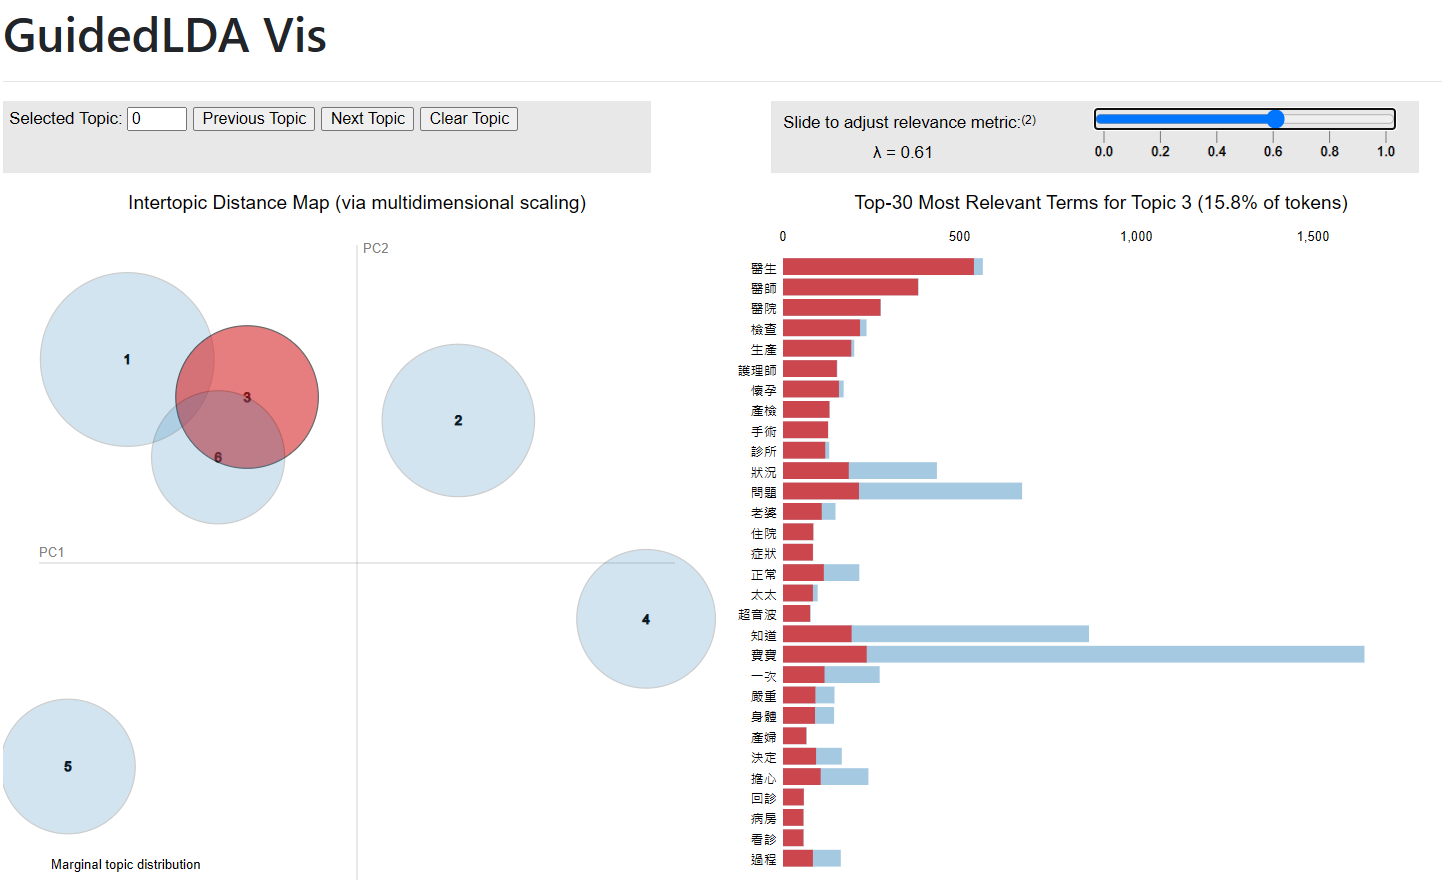 GuidedLDA Vis
Selected Topic: 0 Previous Topic Next Topic Clear Topic
Slide to adjust relevance metric:(2)
λ = 0.61
0.0 0.2 0.4 0.6 0.8 1.0
Intertopic Distance Map (via multidimensional scaling)
PC2
1
3
2
6
PC1
4
5
Marginal topic distribution
Top-30 Most Relevant Terms for Topic 3 (15.8% of tokens)
0 500 1,000 1,500
醫生
醫師
醫院
檢查
生產
護理師
懷孕
產檢
手術
診所
狀況
問題
老婆
住院
症狀
正常
太太
超音波
知道
寶寶
一次
嚴重
身體
產婦
決定
擔心
回診
病房
看診
過程